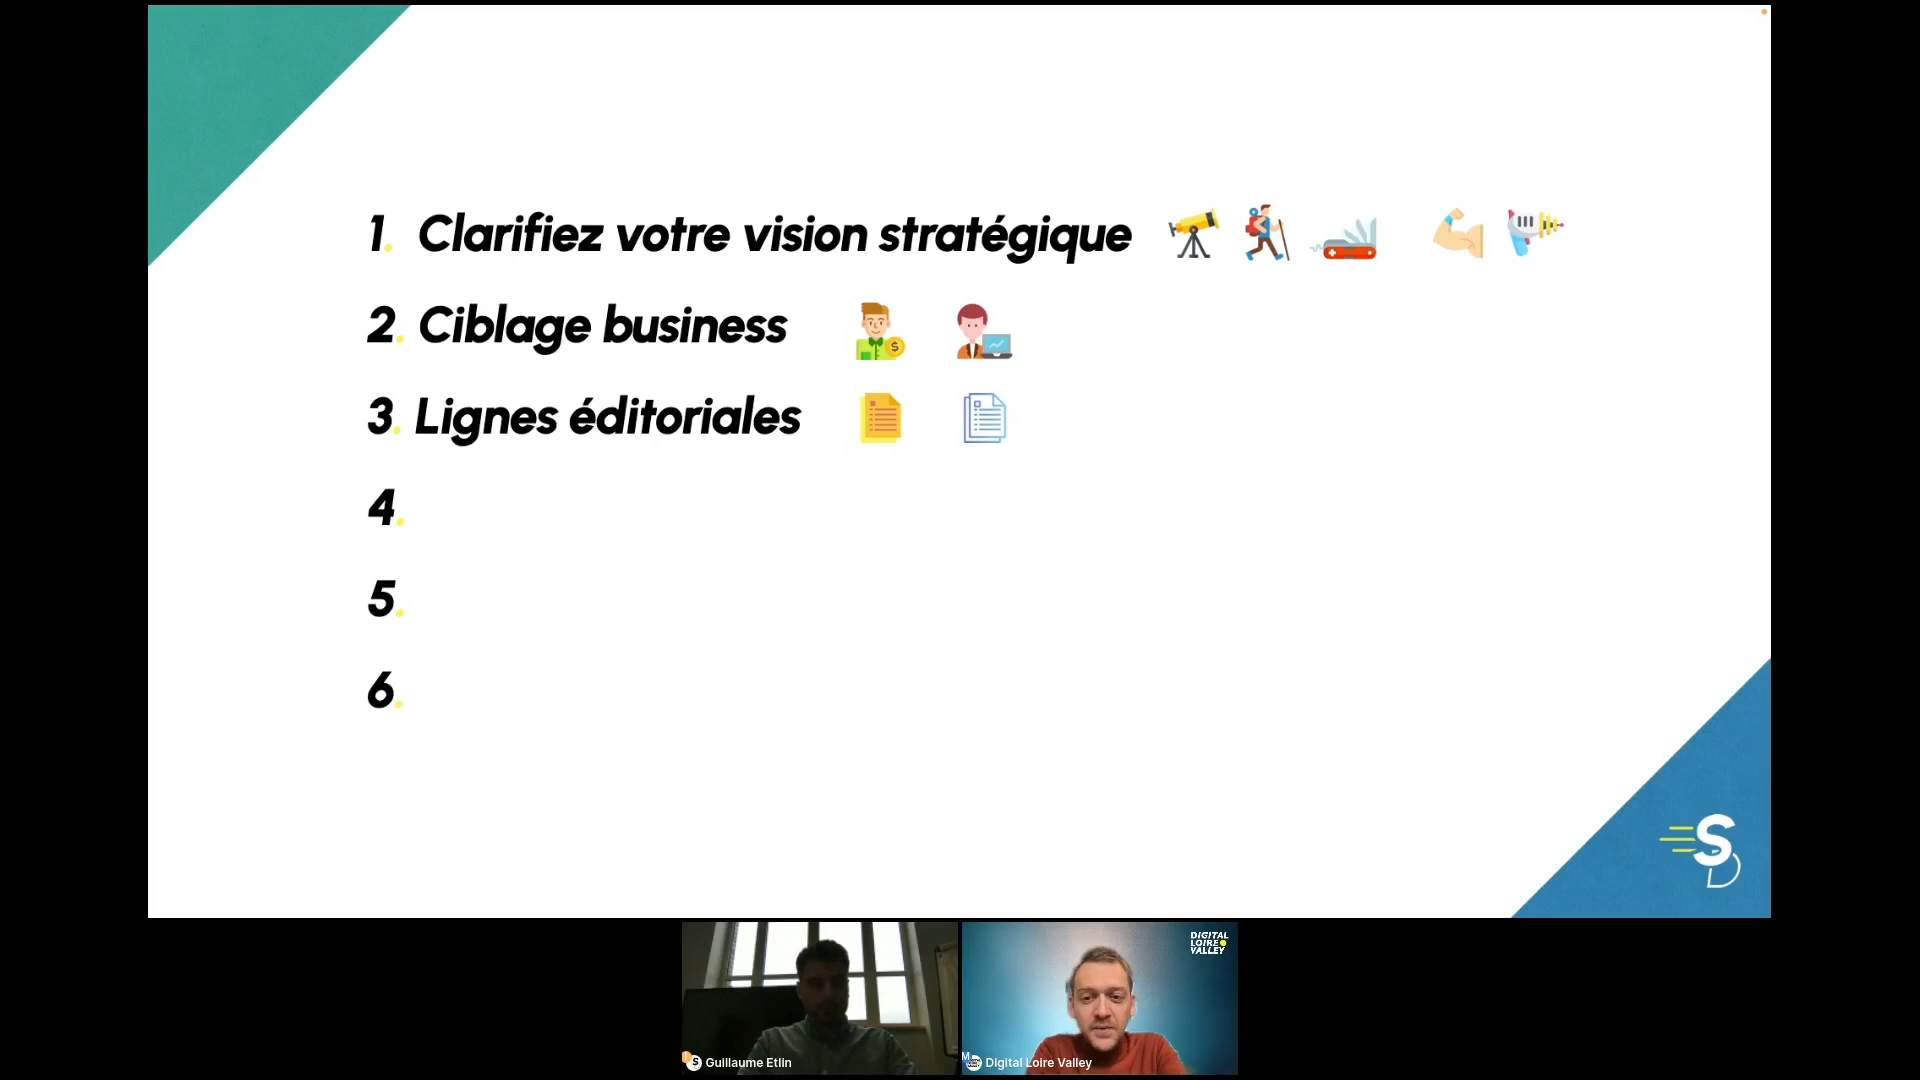 1. Clarifiez votre vision stratégique
2. Ciblage business
3. Lignes éditoriales
4.
5.
6.
SD
DIGITAL
LOIRE
VALLEY
Guillaume Etlin
Digital Loire Valley